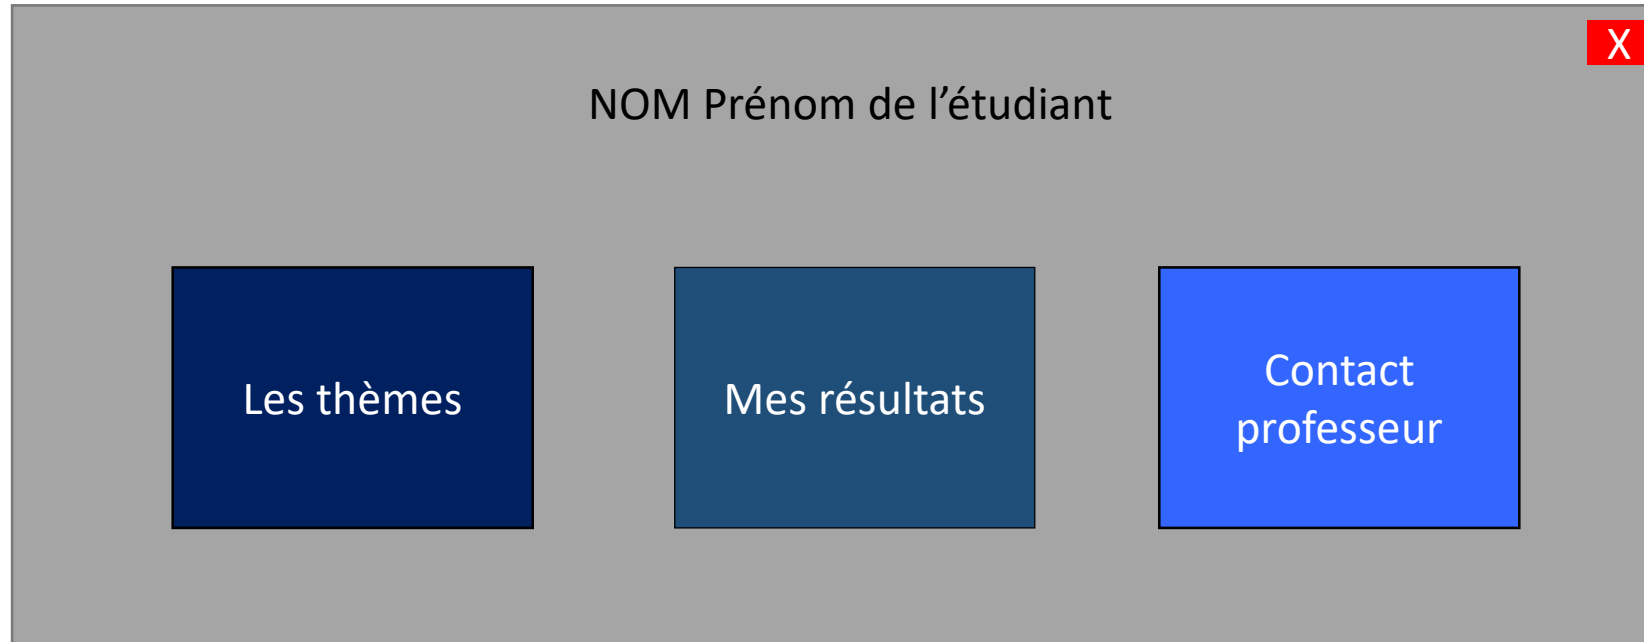 X
NOM Prénom de l’étudiant
Les thèmes
Mes résultats
Contact
professeur